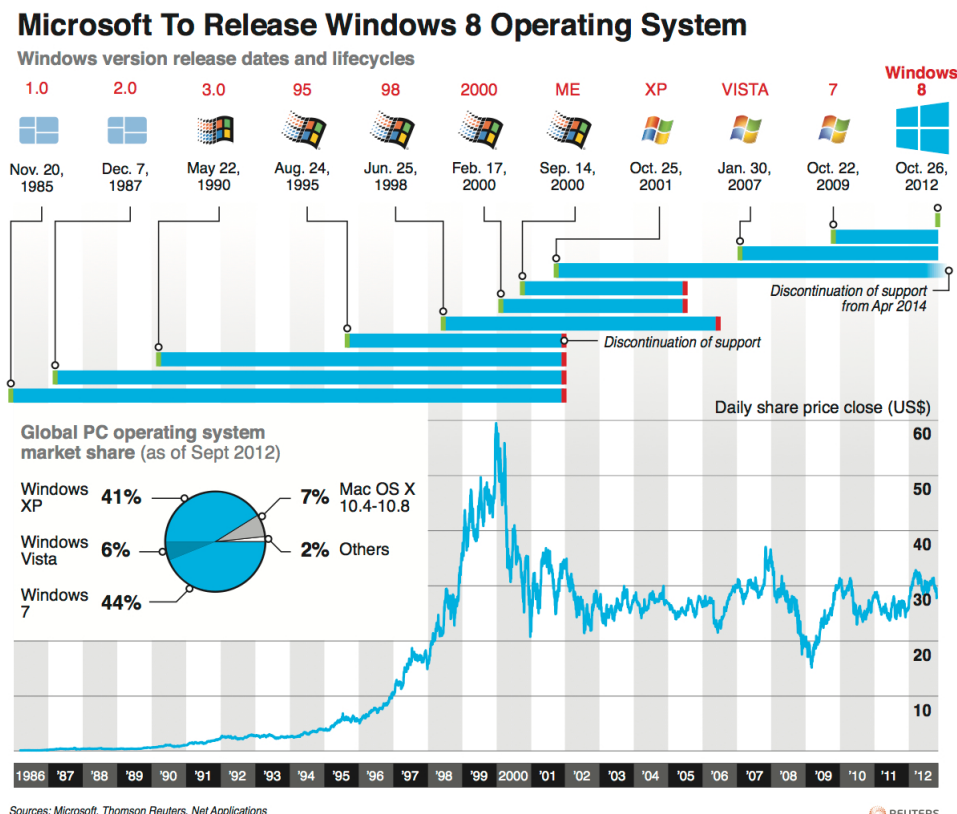 Microsoft To Release Windows 8 Operating System
Windows version release dates and lifecycles
1.0
2.0
3.0
95
98
2000
ME
XP
VISTA
7
Windows
8
Nov. 20,
1985
Dec. 7,
1987
May 22,
1990
Aug. 24,
1995
Jun. 25,
1998
Feb. 17,
2000
Sep. 14,
2000
Oct. 25,
2001
Jan. 30,
2007
Oct. 22,
2009
Oct. 26,
2012
Discontinuation of support
from Apr 2014
Discontinuation of support
Daily share price close (US$)
Global PC operating system
market share (as of Sept 2012)
Windows
XP
41%
7%
Mac OS X
10.4-10.8
Windows
Vista
6%
2%
Others
Windows
7
44%
60
50
40
30
20
10
1986 '87 '88 '89 '90 '91 '92 '93 '94 '95 '96 '97 '98 '99 2000 '01 '02 '03 '04 '05 '06 '07 '08 '09 '10 '11 '12
Sources: Microsoft, Thomson Reuters, Net Applications
REUTERS